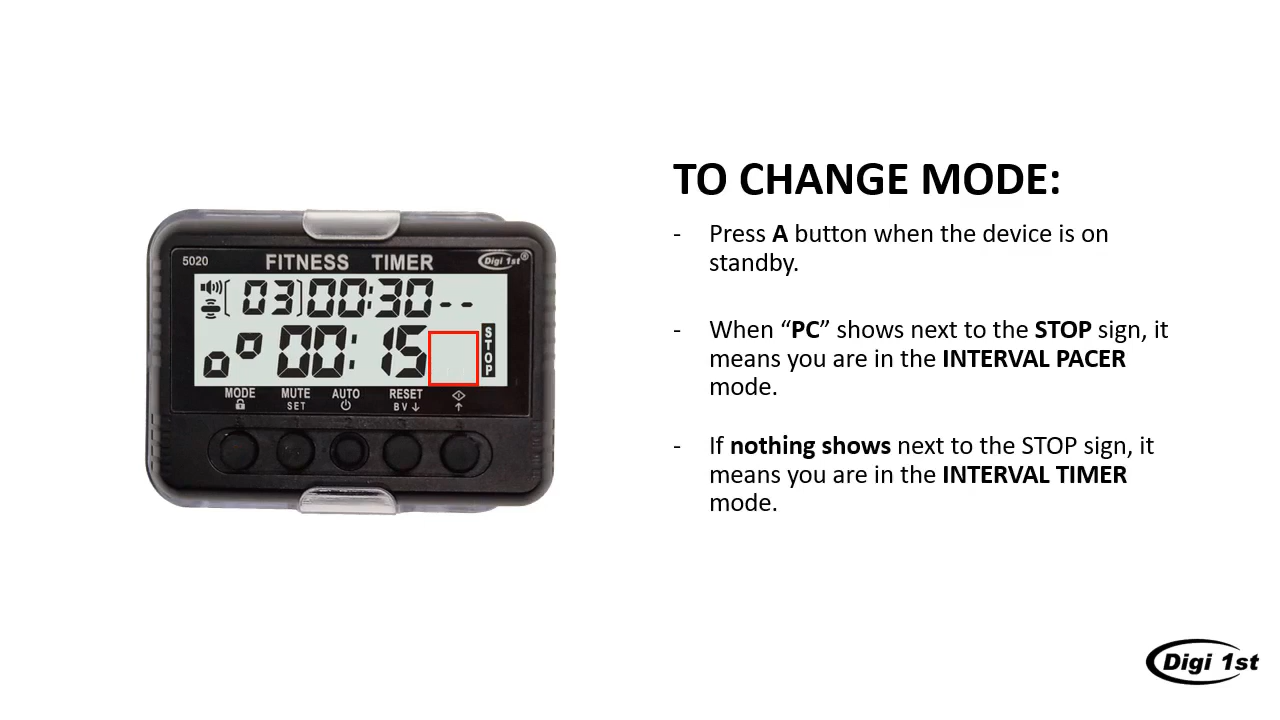 TO CHANGE MODE:
- Press A button when the device is on
standby.
- When “PC” shows next to the STOP sign, it
means you are in the INTERVAL PACER
mode.
- If nothing shows next to the STOP sign, it
means you are in the INTERVAL TIMER
mode.
5020 FITNESS TIMER Digi 1st®
[03]00:30--
00:15 STOP
MODE MUTE AUTO RESET
SET BV ↓ ↑
Digi 1st